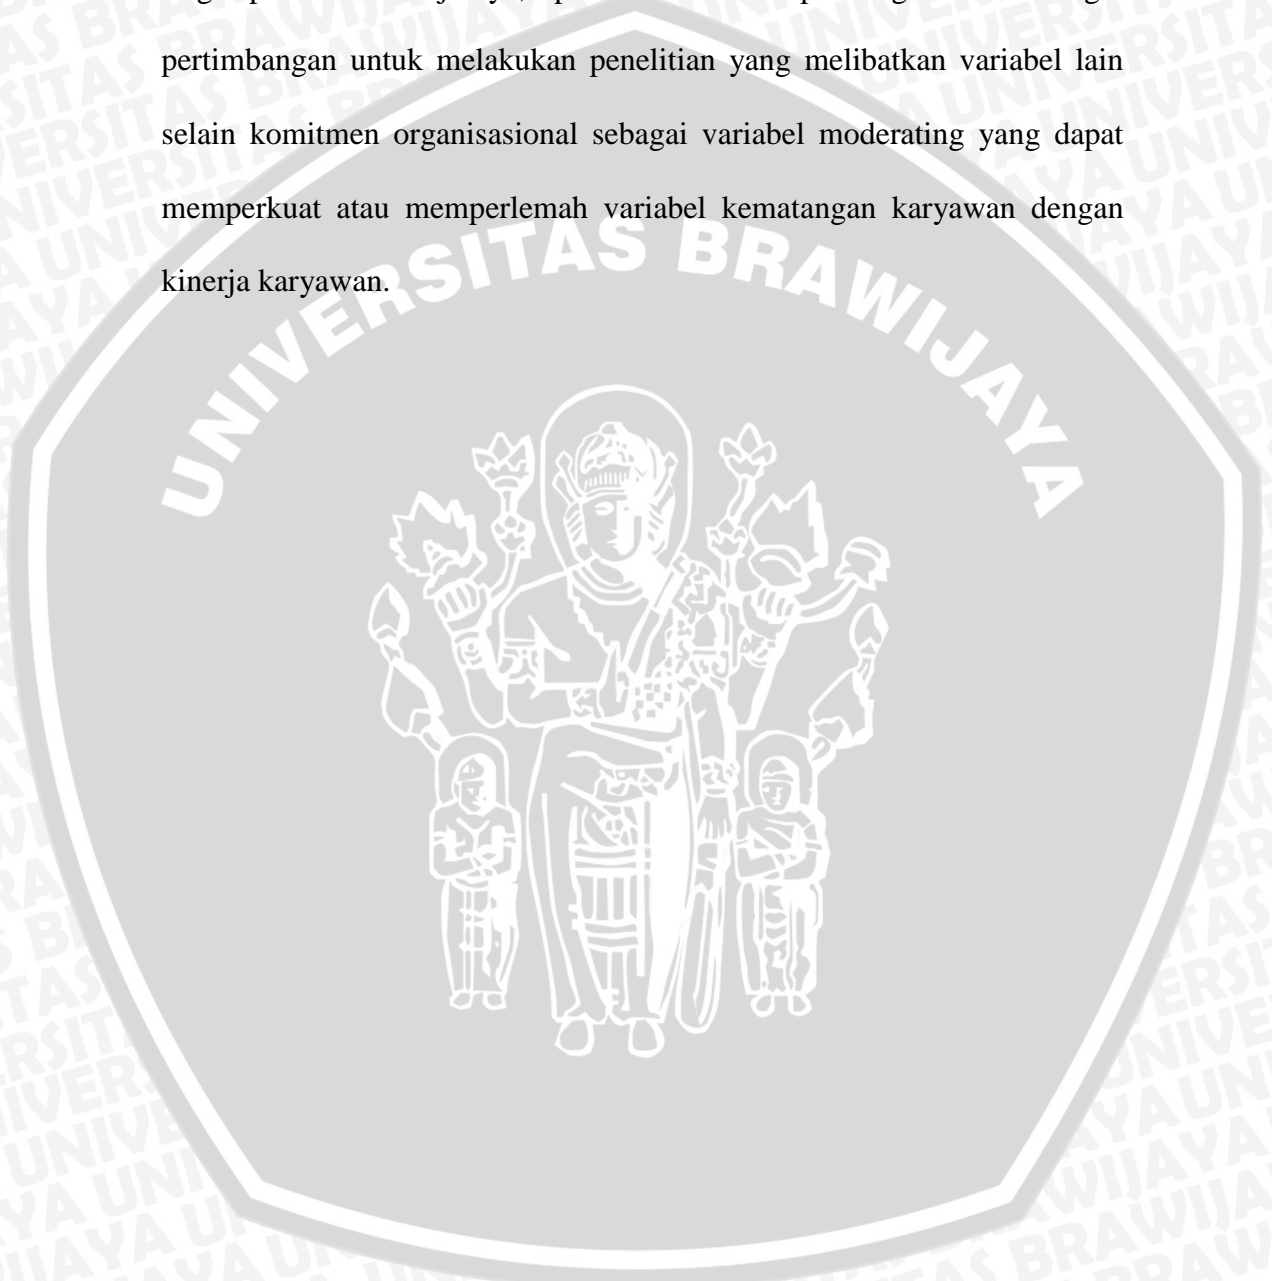 pertimbangan untuk melakukan penelitian yang melibatkan variabel lain
selain komitmen organisasional sebagai variabel moderating yang dapat
memperkuat atau memperlemah variabel kematangan karyawan dengan
kinerja karyawan.
UNIVERSITAS BRAWIJAYA